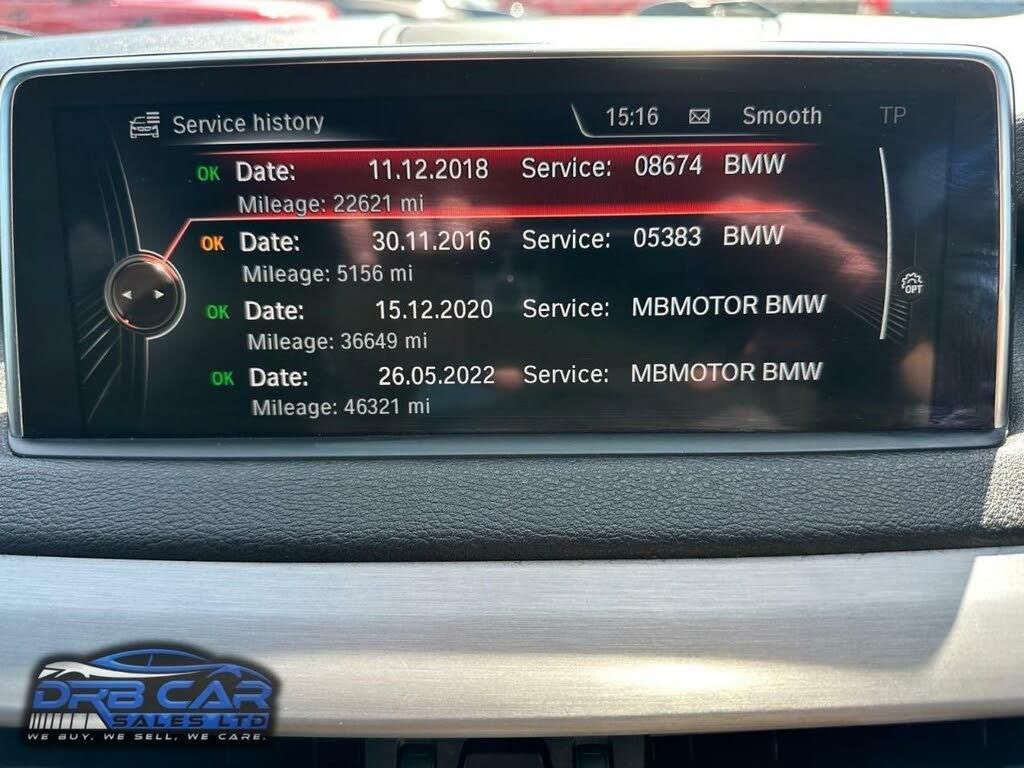 Service history 15:16 Smooth TP
OK Date: 11.12.2018 Service: 08674 BMW
Mileage: 22621 mi
OK Date: 30.11.2016 Service: 05383 BMW
Mileage: 5156 mi
OPT
OK Date: 15.12.2020 Service: MBMOTOR BMW
Mileage: 36649 mi
OK Date: 26.05.2022 Service: MBMOTOR BMW
Mileage: 46321 mi
DRB CAR
SALES LTD
WE BUY. WE SELL. WE CARE.